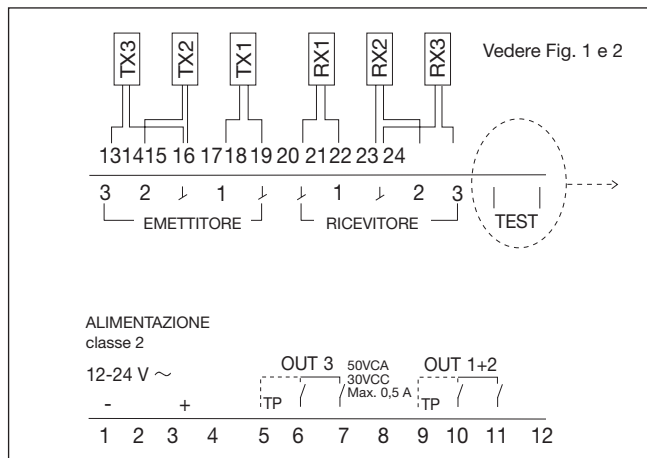 TX3 TX2 TX1 RX1 RX2 RX3
Vedere Fig. 1 e 2
13 14 15 16 17 18 19 20 21 22 23 24
3 2 1 1 2 3
EMETTITORE RICEVITORE TEST
ALIMENTAZIONE
classe 2
12-24 V ~
- +
OUT 3 50VCA
30VCC
Max. 0,5 A
OUT 1+2
TP TP
1 2 3 4 5 6 7 8 9 10 11 12